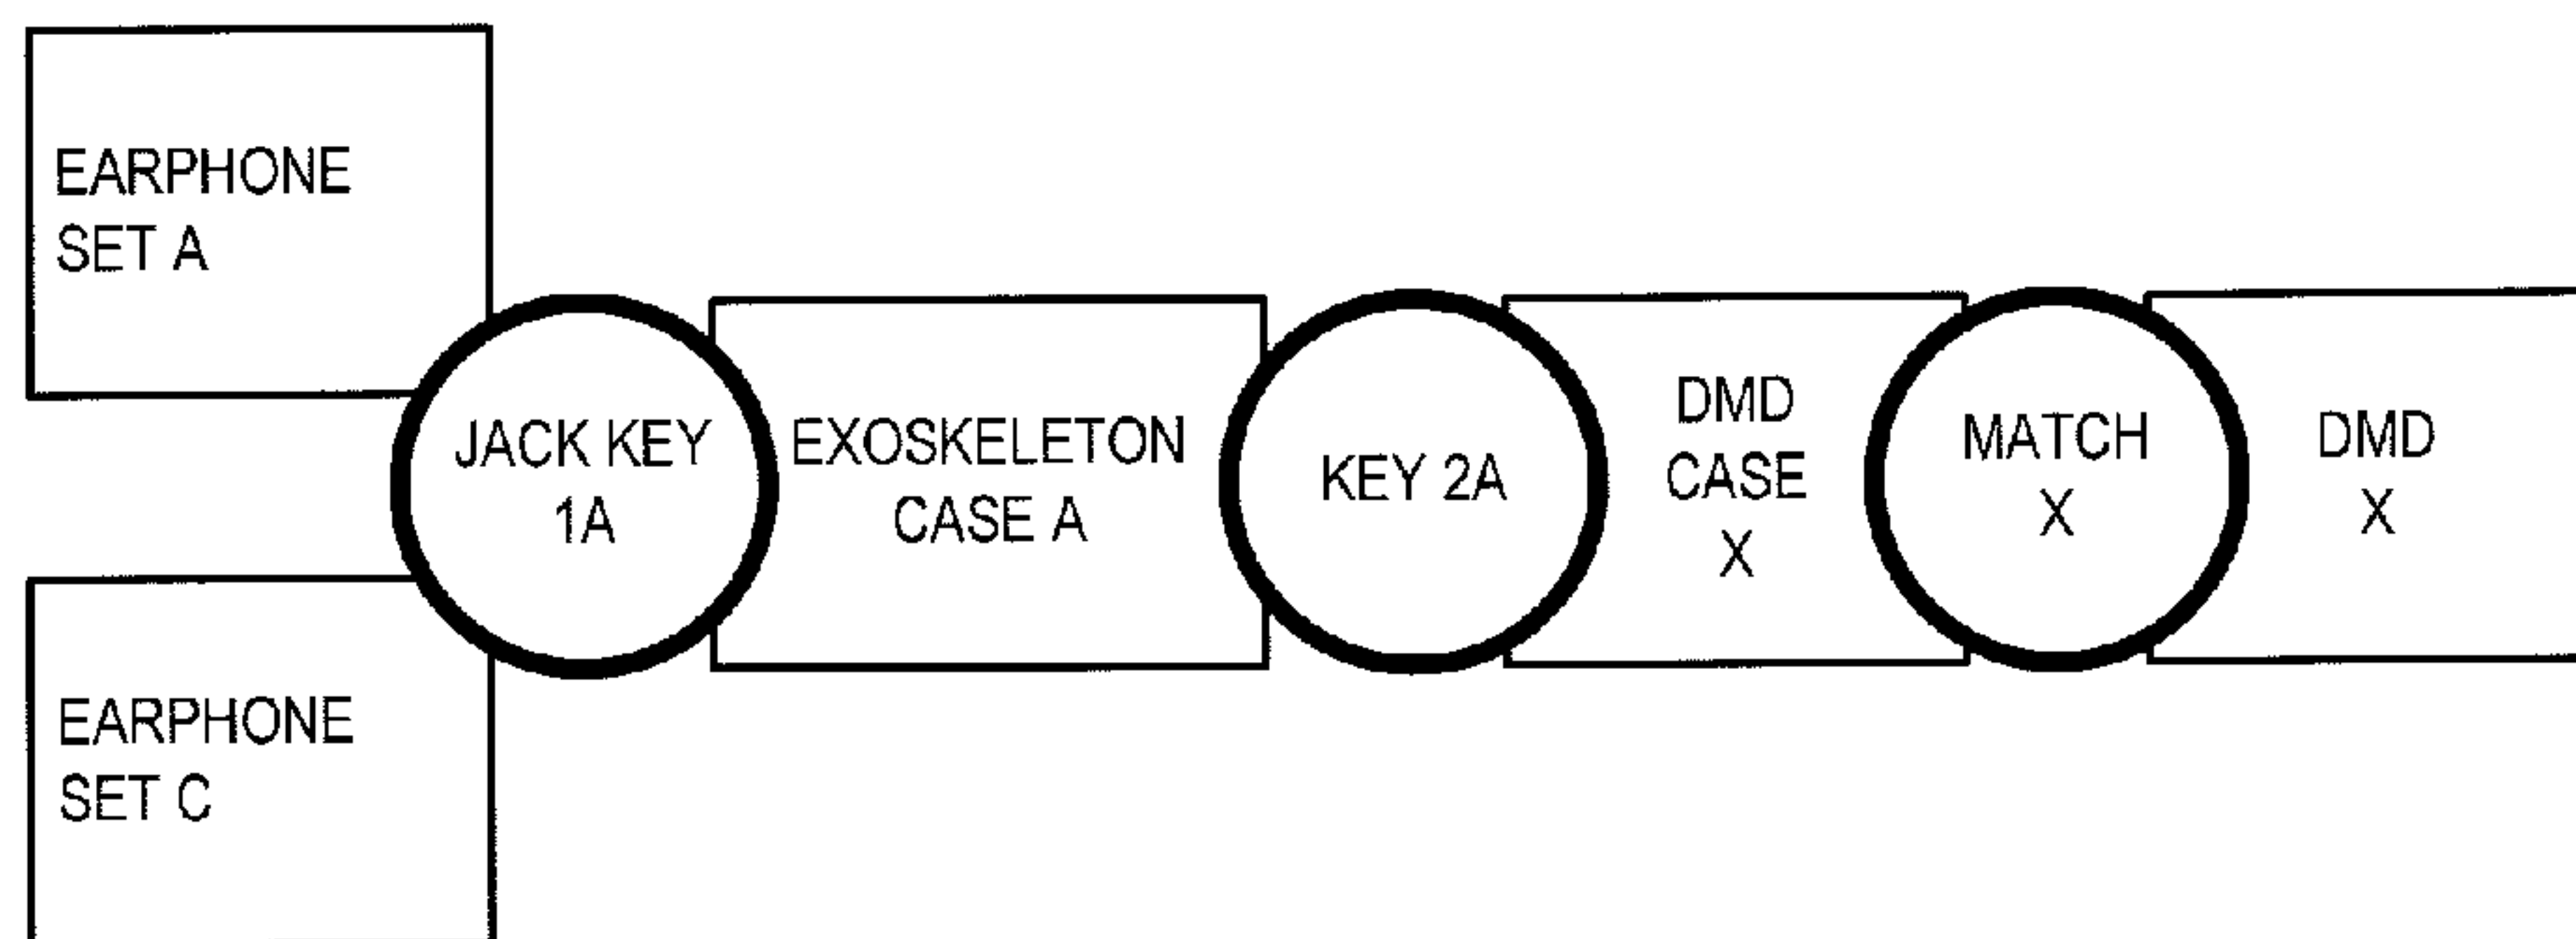 EARPHONE
SET A
JACK KEY
1A
EXOSKELETON
CASE A
KEY 2A
DMD
CASE
X
MATCH
X
DMD
X
EARPHONE
SET C